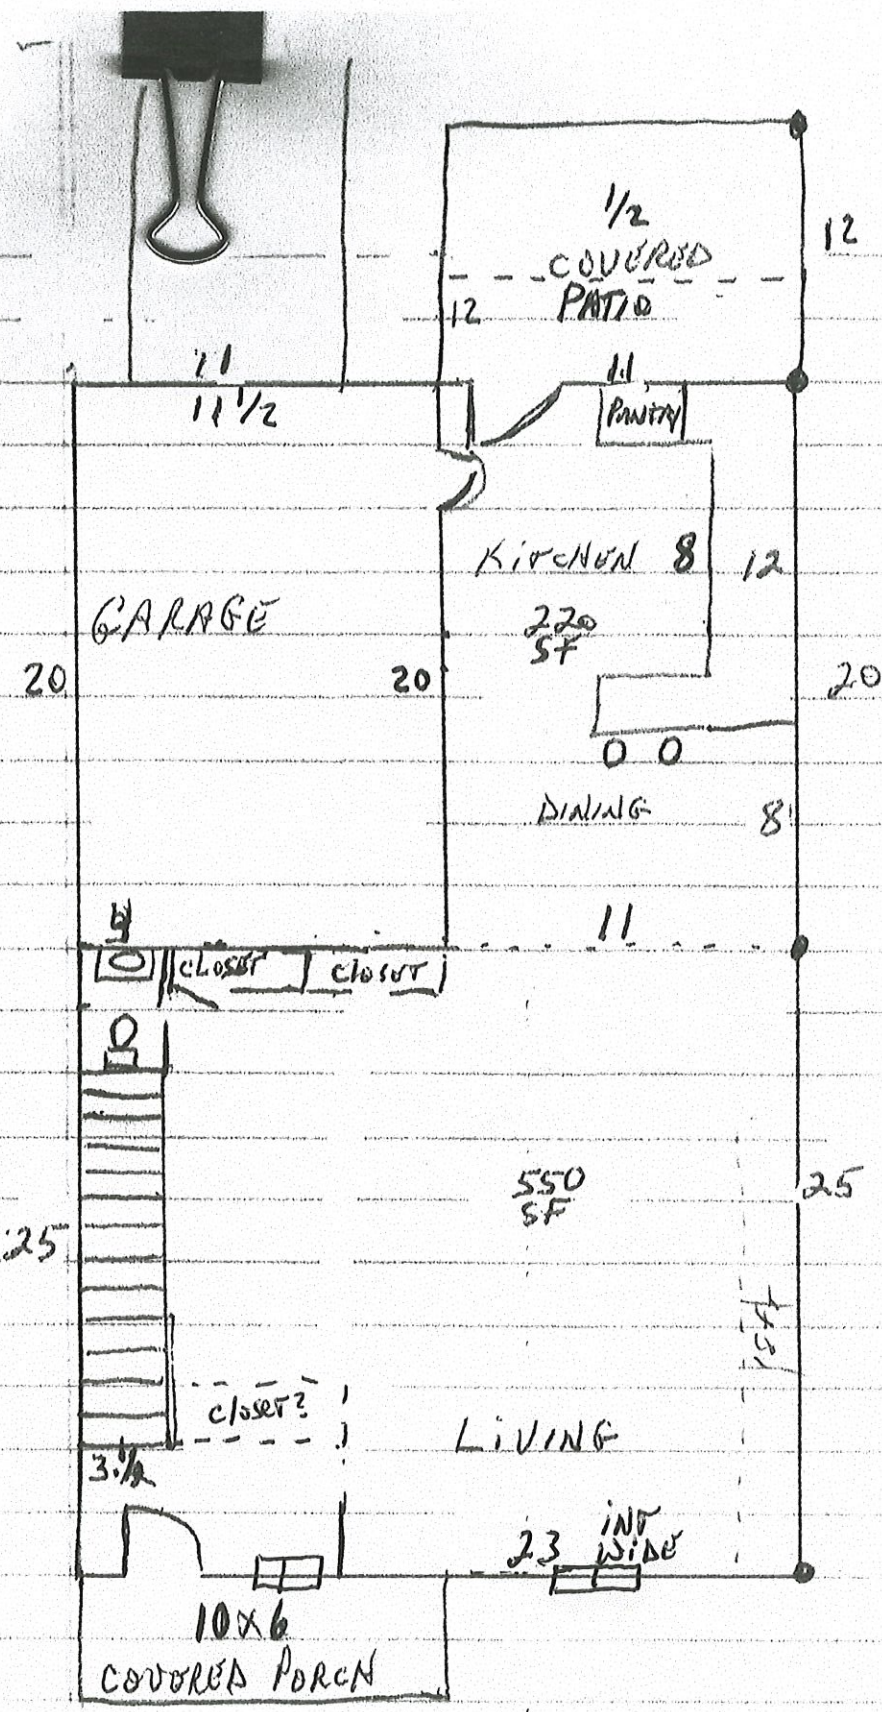 1/2
COVERED
PATIO
12
12
11
11 1/2
11
PANTRY
KITCHEN 8
12
220
SF
GARAGE
20
20
20
DINING
8'
11
CLOSET
CLOSET
550
SF
25
25
CLOSET?
LIVING
3 1/2
23 INT
WIDE
10 x 6
COVERED PORCH